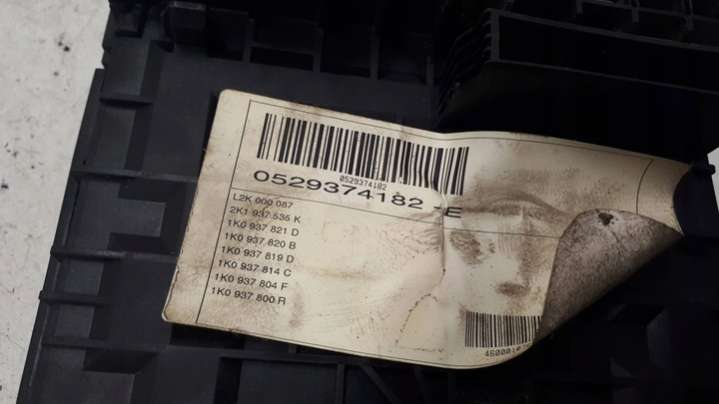 0529374182
0529374182 E
L2K 000 087
2K1 937 535 K
1K0 937 821 D
1K0 937 820 B
1K0 937 819 D
1K0 937 814 C
1K0 937 804 F
1K0 937 800 R